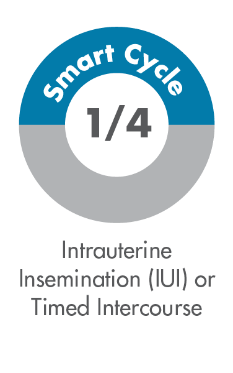 Smart Cycle
1/4
Intrauterine
Insemination (IUI) or
Timed Intercourse